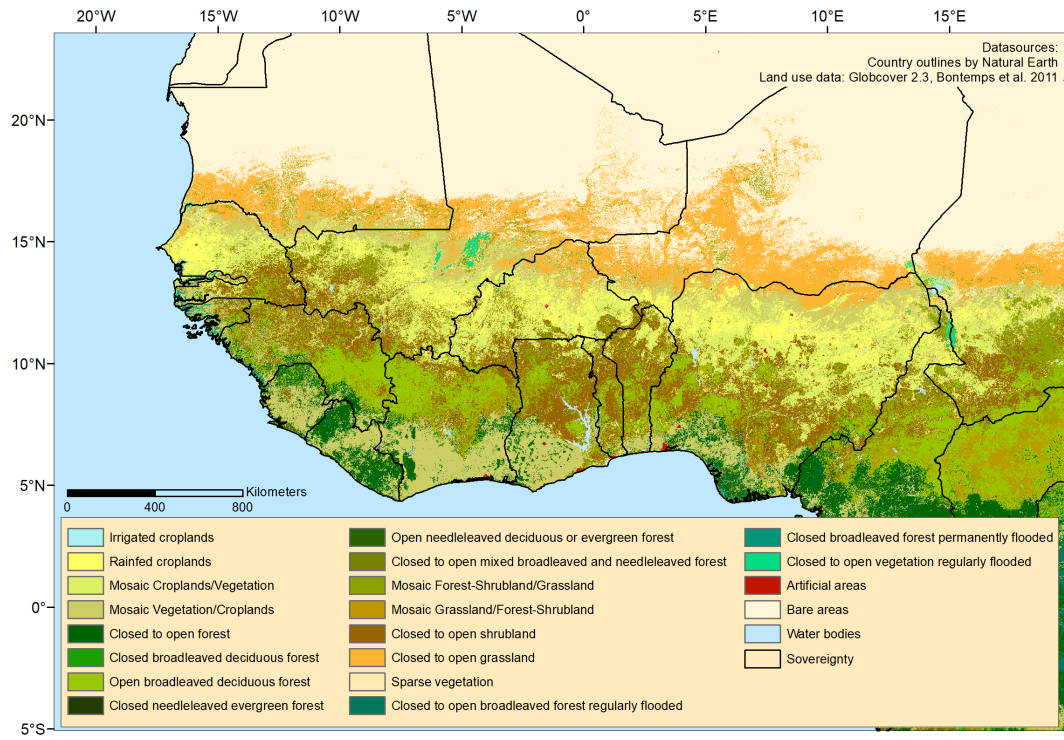 20°W 15°W 10°W 5°W 0° 5°E 10°E 15°E
Datasources:
Country outlines by Natural Earth
Land use data: Globcover 2.3, Bontemps et al. 2011
20°N
15°N
10°N
5°N
0°
5°S
Kilometers
0 400 800
Irrigated croplands
Rainfed croplands
Mosaic Croplands/Vegetation
Mosaic Vegetation/Croplands
Closed to open forest
Closed broadleaved deciduous forest
Open broadleaved deciduous forest
Closed needleleaved evergreen forest
Open needleleaved deciduous or evergreen forest
Closed to open mixed broadleaved and needleleaved forest
Mosaic Forest-Shrubland/Grassland
Mosaic Grassland/Forest-Shrubland
Closed to open shrubland
Closed to open grassland
Sparse vegetation
Closed to open broadleaved forest regularly flooded
Closed broadleaved forest permanently flooded
Closed to open vegetation regularly flooded
Artificial areas
Bare areas
Water bodies
Sovereignty